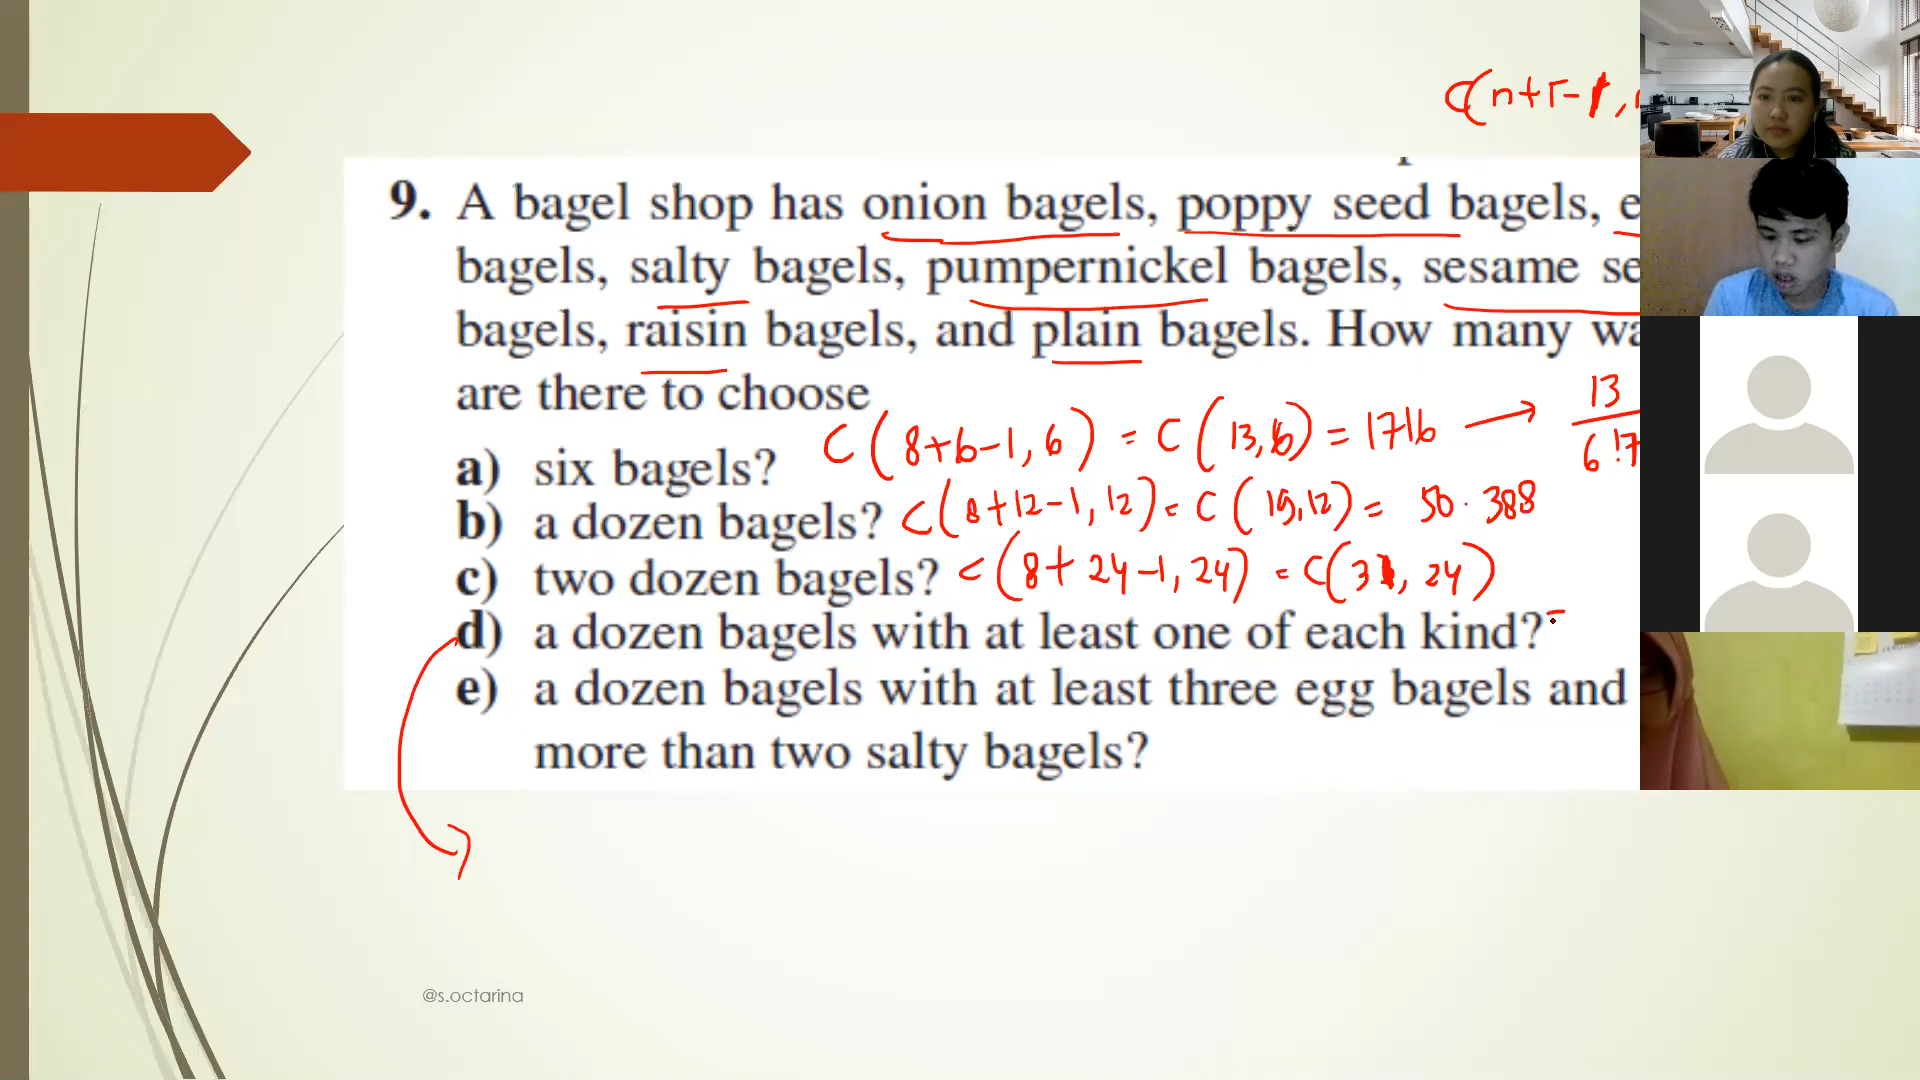 C(n+r-1,
9. A bagel shop has onion bagels, poppy seed bagels, e
bagels, salty bagels, pumpernickel bagels, sesame se
bagels, raisin bagels, and plain bagels. How many wa
are there to choose
a) six bagels? C(8+6-1, 6) = C(13,6) = 1716 → 13
6!7
b) a dozen bagels? C(8+12-1, 12) = C(19,12) = 50.388
c) two dozen bagels? C(8+24-1, 24) = C(31, 24)
d) a dozen bagels with at least one of each kind?
e) a dozen bagels with at least three egg bagels and
more than two salty bagels?
@s.octarina